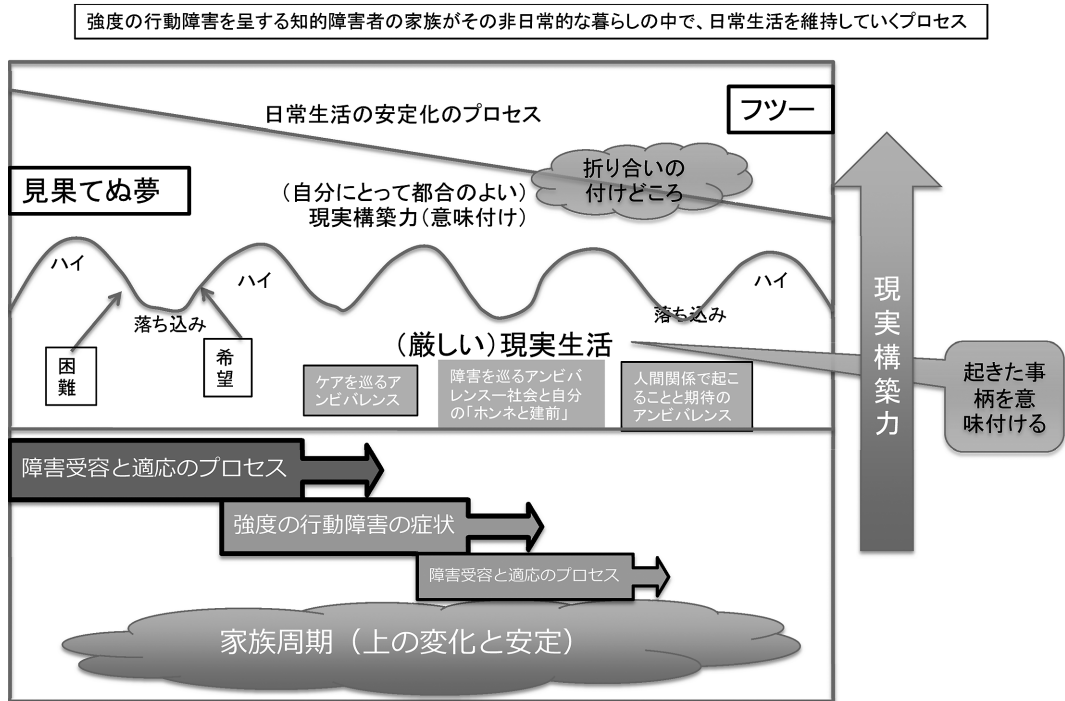 強度の行動障害を呈する知的障害者の家族がその非日常的な暮らしの中で、日常生活を維持していくプロセス
日常生活の安定化のプロセス
フツー
折り合いの
付けどころ
見果てぬ夢
(自分にとって都合のよい)
現実構築力(意味付け)
ハイ
ハイ
ハイ
落ち込み
落ち込み
困難
希望
(厳しい)現実生活
ケアを巡るア
ンビバレンス
障害を巡るアンビバ
レンスー社会と自分
の「ホンネと建前」
人間関係で起こ
ることと期待の
アンビバレンス
現実構築力
起きた事
柄を意
味付ける
障害受容と適応のプロセス
強度の行動障害の症状
障害受容と適応のプロセス
家族周期(上の変化と安定)